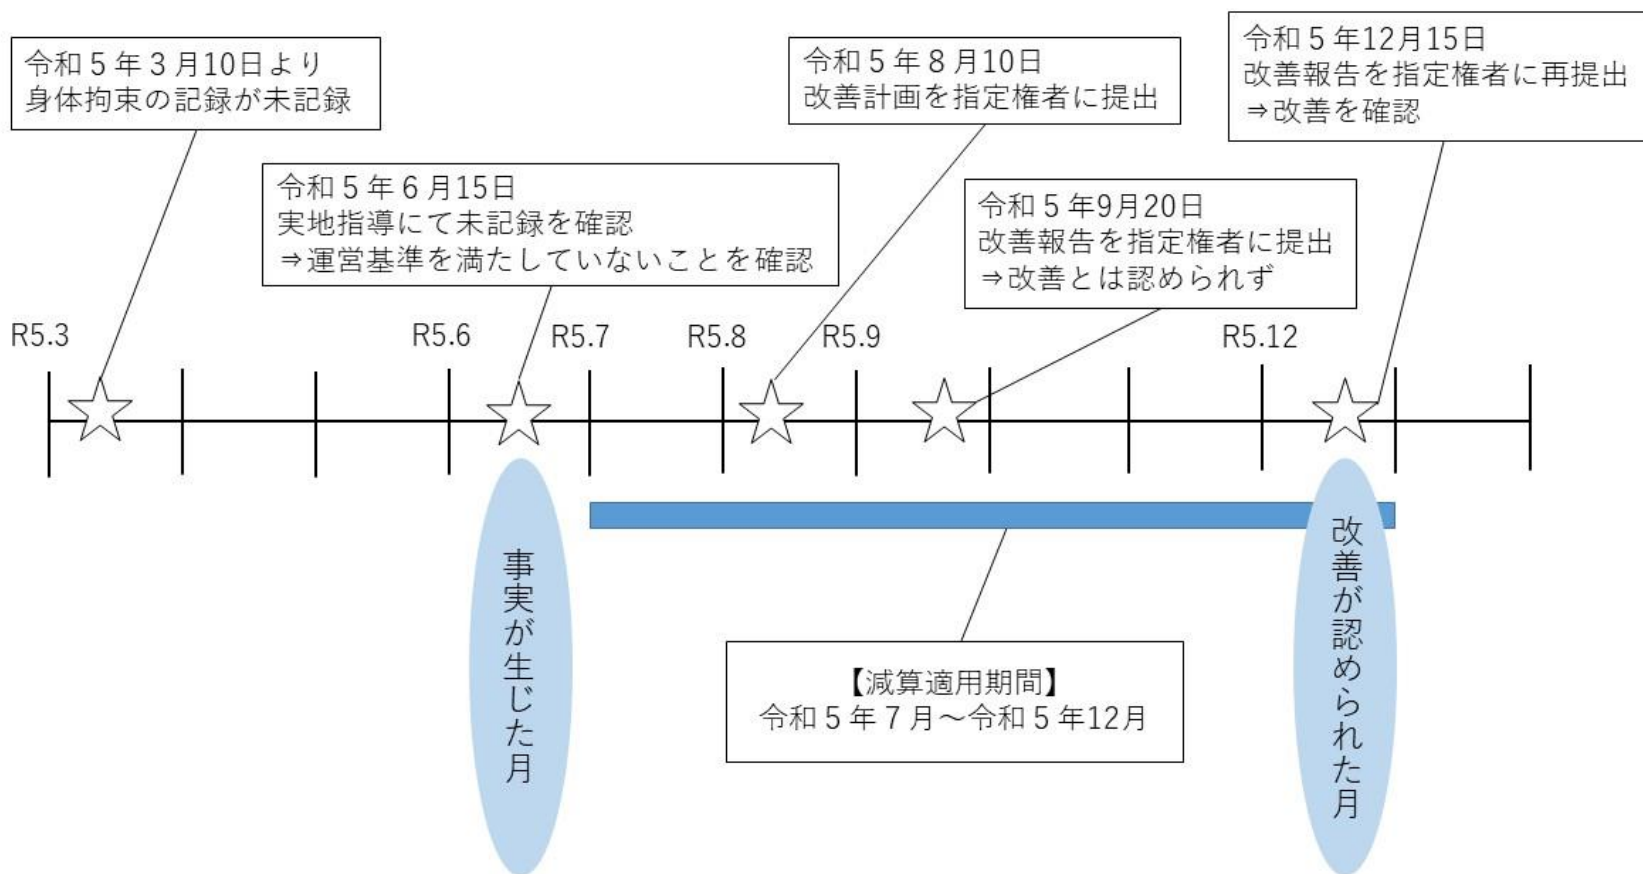 令和５年３月10日より
身体拘束の記録が未記録
令和５年６月15日
実地指導にて未記録を確認
⇒運営基準を満たしていないことを確認
令和５年８月10日
改善計画を指定権者に提出
令和５年9月20日
改善報告を指定権者に提出
⇒改善とは認められず
令和５年12月15日
改善報告を指定権者に再提出
⇒改善を確認
R5.3
R5.6
R5.7
R5.8
R5.9
R5.12
事実が生じた月
【減算適用期間】
令和５年７月～令和５年12月
改善が認められた月